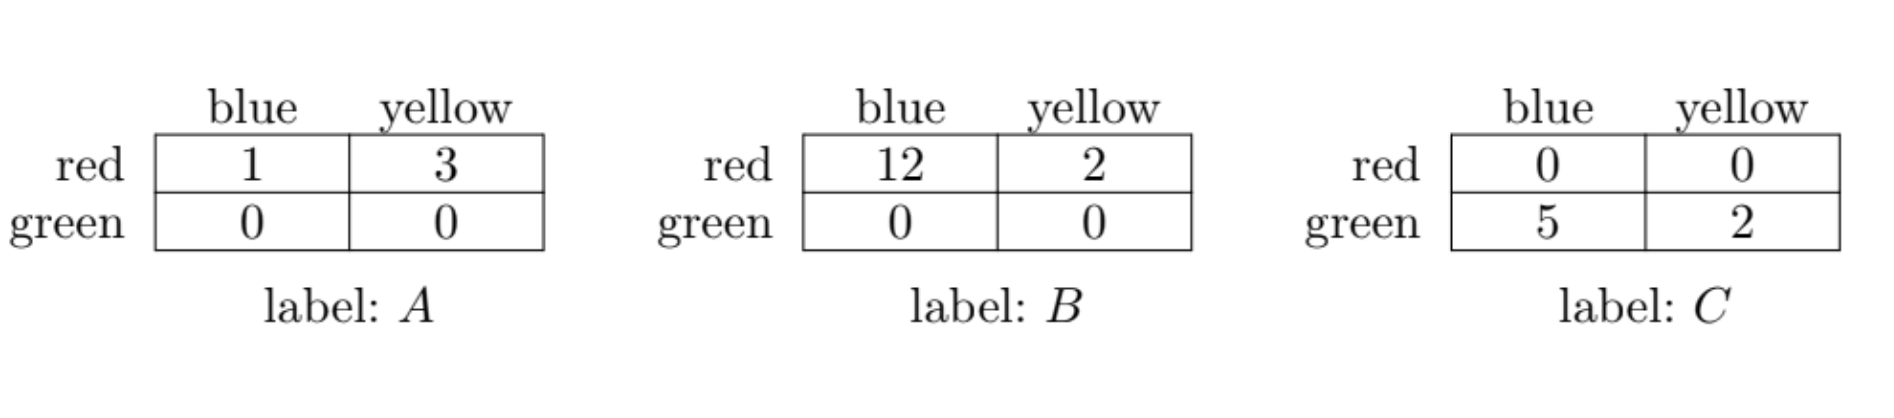 blue yellow blue yellow blue yellow
red 1 3 red 12 2 red 0 0
green 0 0 green 0 0 green 5 2
label: A label: B label: C